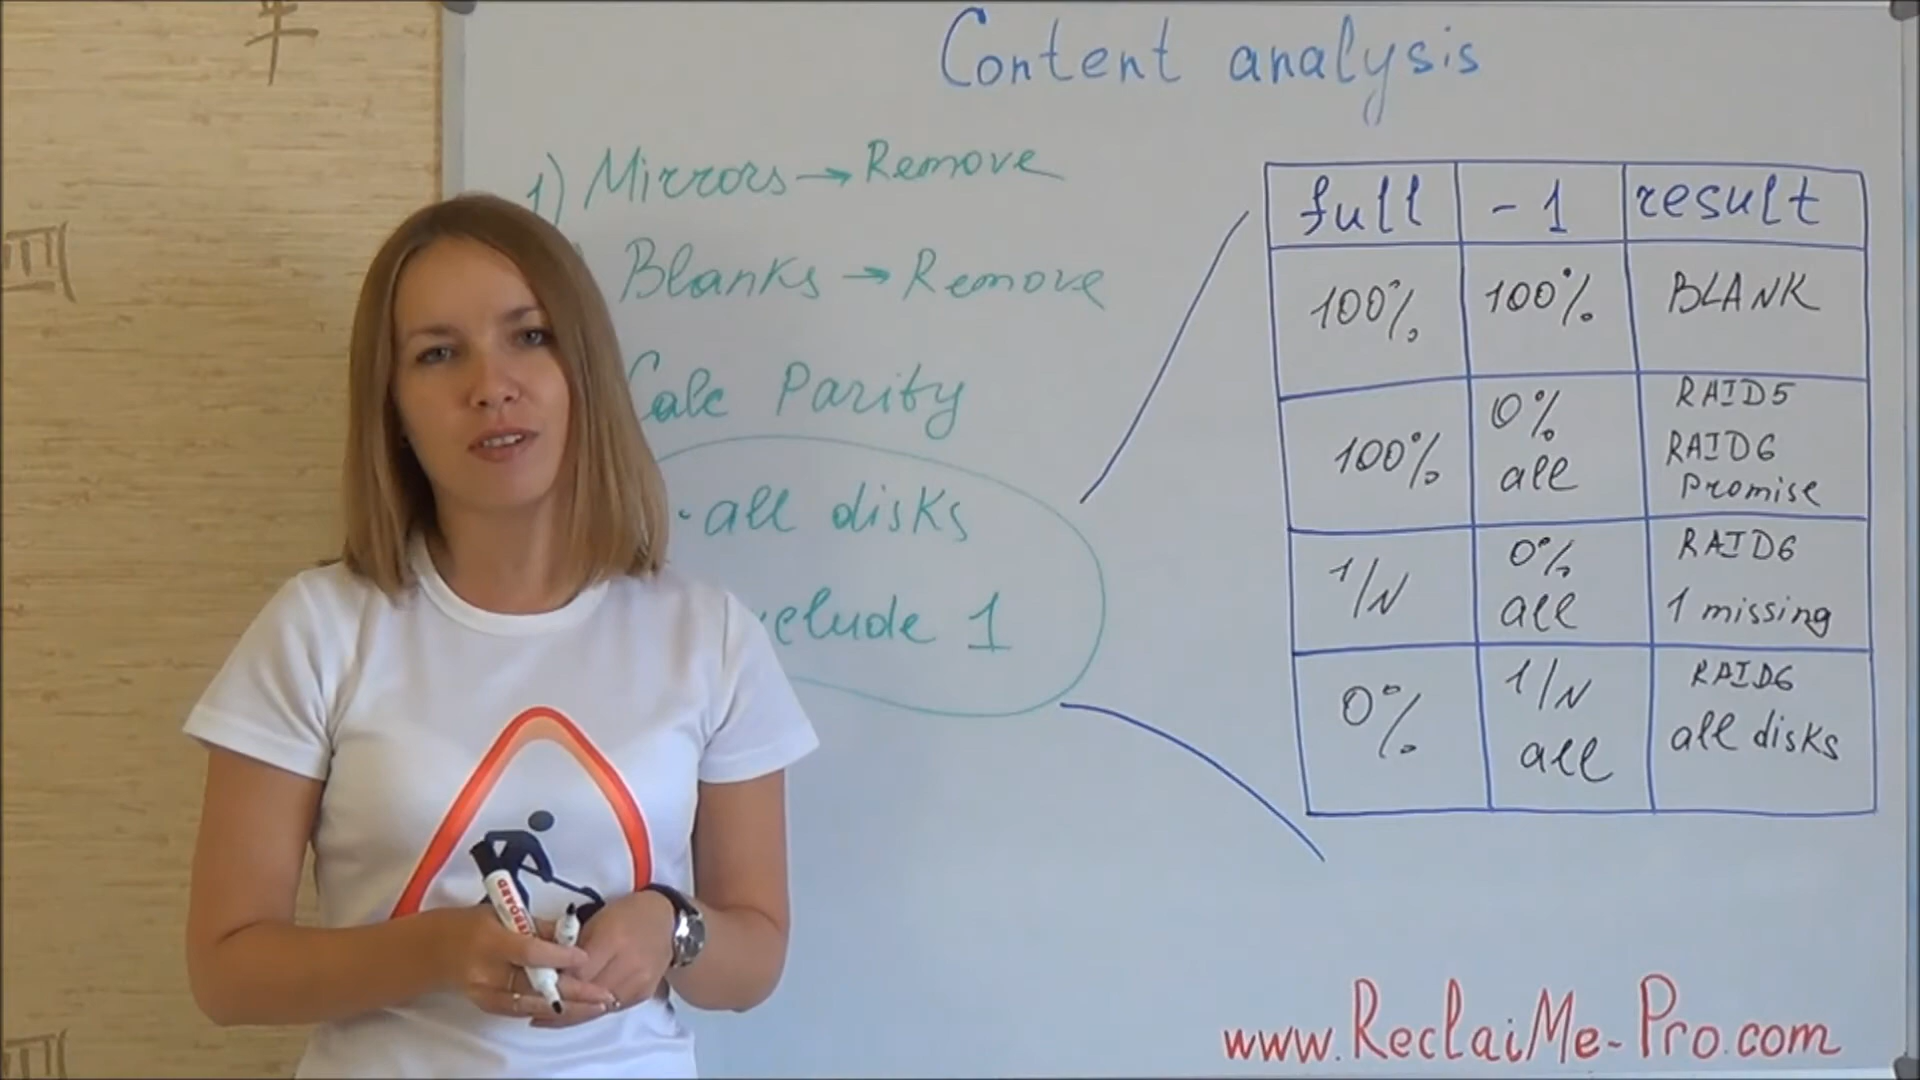 Content analysis
1) Mirrors → Remove
Blanks → Remove
Calc Parity
- all disks
xclude 1
full -1 result
100% 100% BLANK
100% 0% all RAID5 RAID6 Promise
1/N 0% all RAID6 1 missing
0% 1/N all RAID6 all disks
www.ReclaiMe-Pro.com